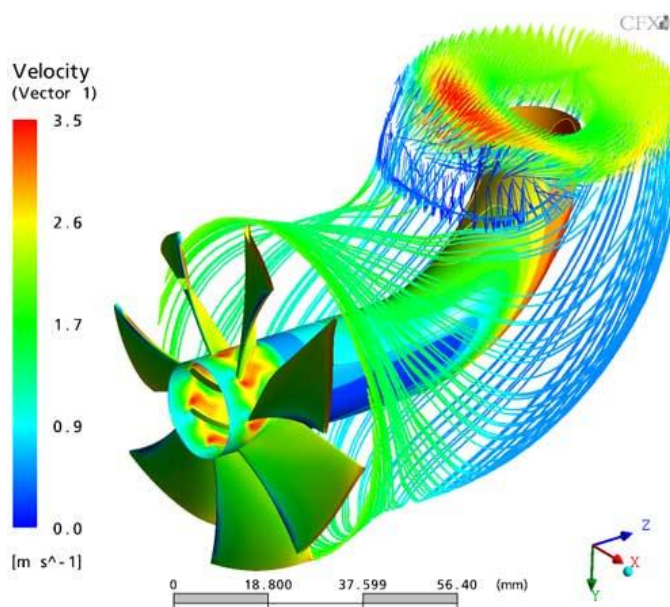 CFX
Velocity
(Vector 1)
3.5
2.6
1.7
0.9
0.0
[m s^-1]
Z
X
Y
0 18.800 37.599 56.40 (mm)